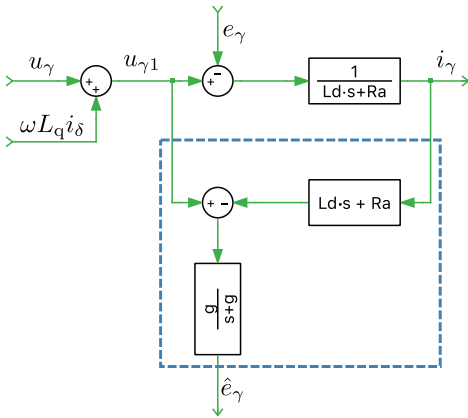 e_γ
u_γ
u_γ1
i_γ
+
+
+
-
1
Ld·s+Ra
ωL_q i_δ
+
-
Ld·s + Ra
g
s+g
ê_γ